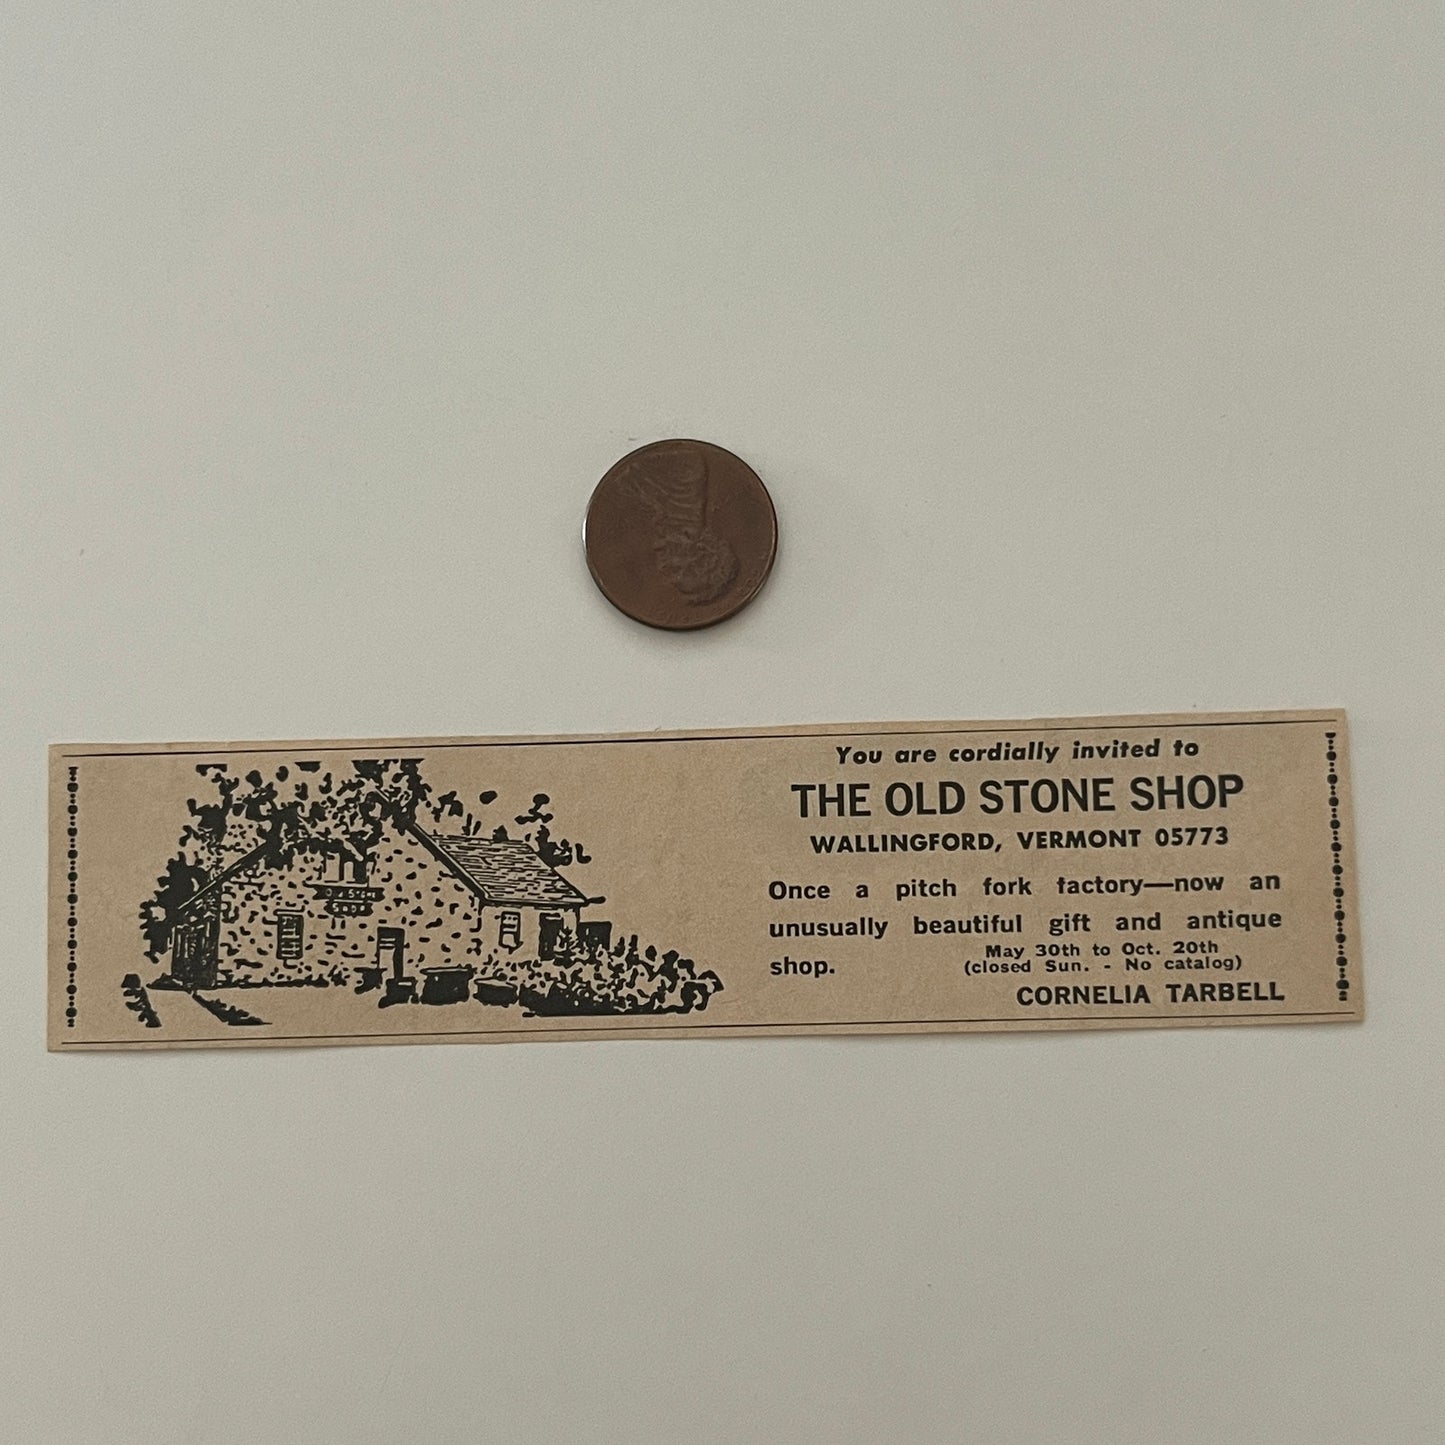 You are cordially invited to
THE OLD STONE SHOP
WALLINGFORD, VERMONT 05773
Once a pitch fork factory—now an
unusually beautiful gift and antique
shop.
May 30th to Oct. 20th
(closed Sun. - No catalog)
CORNELIA TARBELL